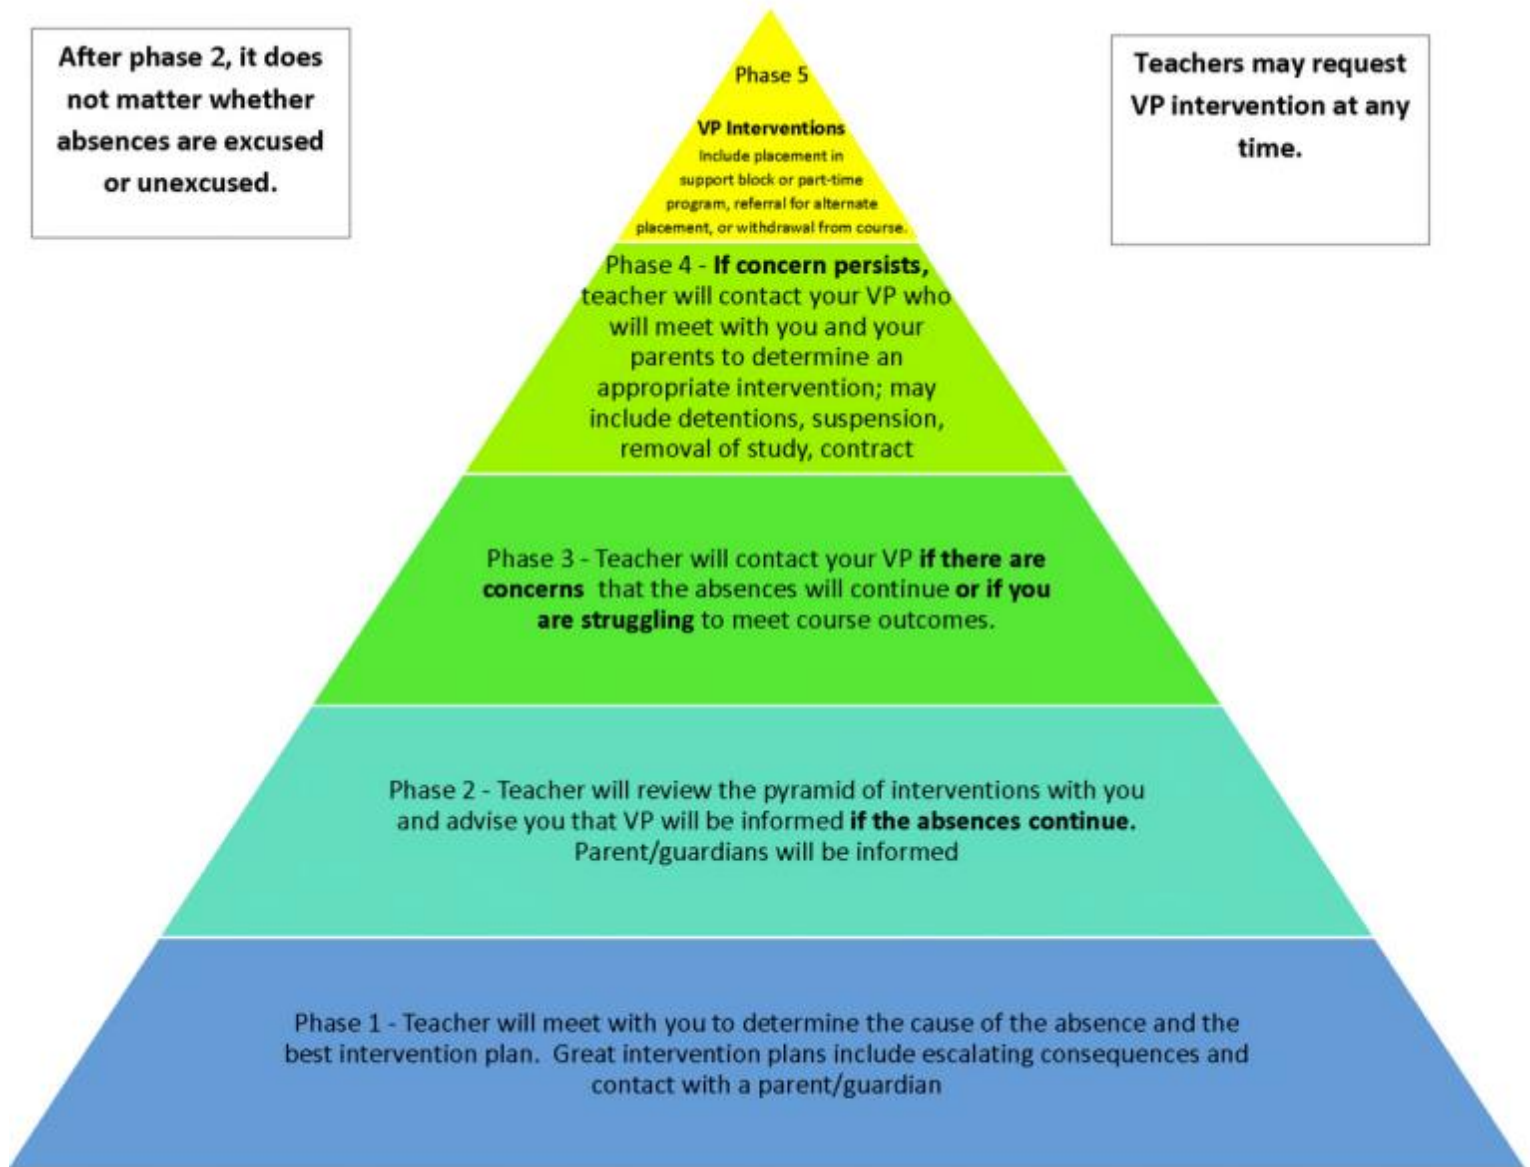 After phase 2, it does
not matter whether
absences are excused
or unexcused.
Teachers may request
VP intervention at any
time.
Phase 5
VP Interventions
Include placement in
support block or part-time
program, referral for alternate
placement, or withdrawal from course.
Phase 4 - If concern persists,
teacher will contact your VP who
will meet with you and your
parents to determine an
appropriate intervention; may
include detentions, suspension,
removal of study, contract
Phase 3 - Teacher will contact your VP if there are
concerns  that the absences will continue or if you
are struggling to meet course outcomes.
Phase 2 - Teacher will review the pyramid of interventions with you
and advise you that VP will be informed if the absences continue.
Parent/guardians will be informed
Phase 1 - Teacher will meet with you to determine the cause of the absence and the
best intervention plan.  Great intervention plans include escalating consequences and
contact with a parent/guardian